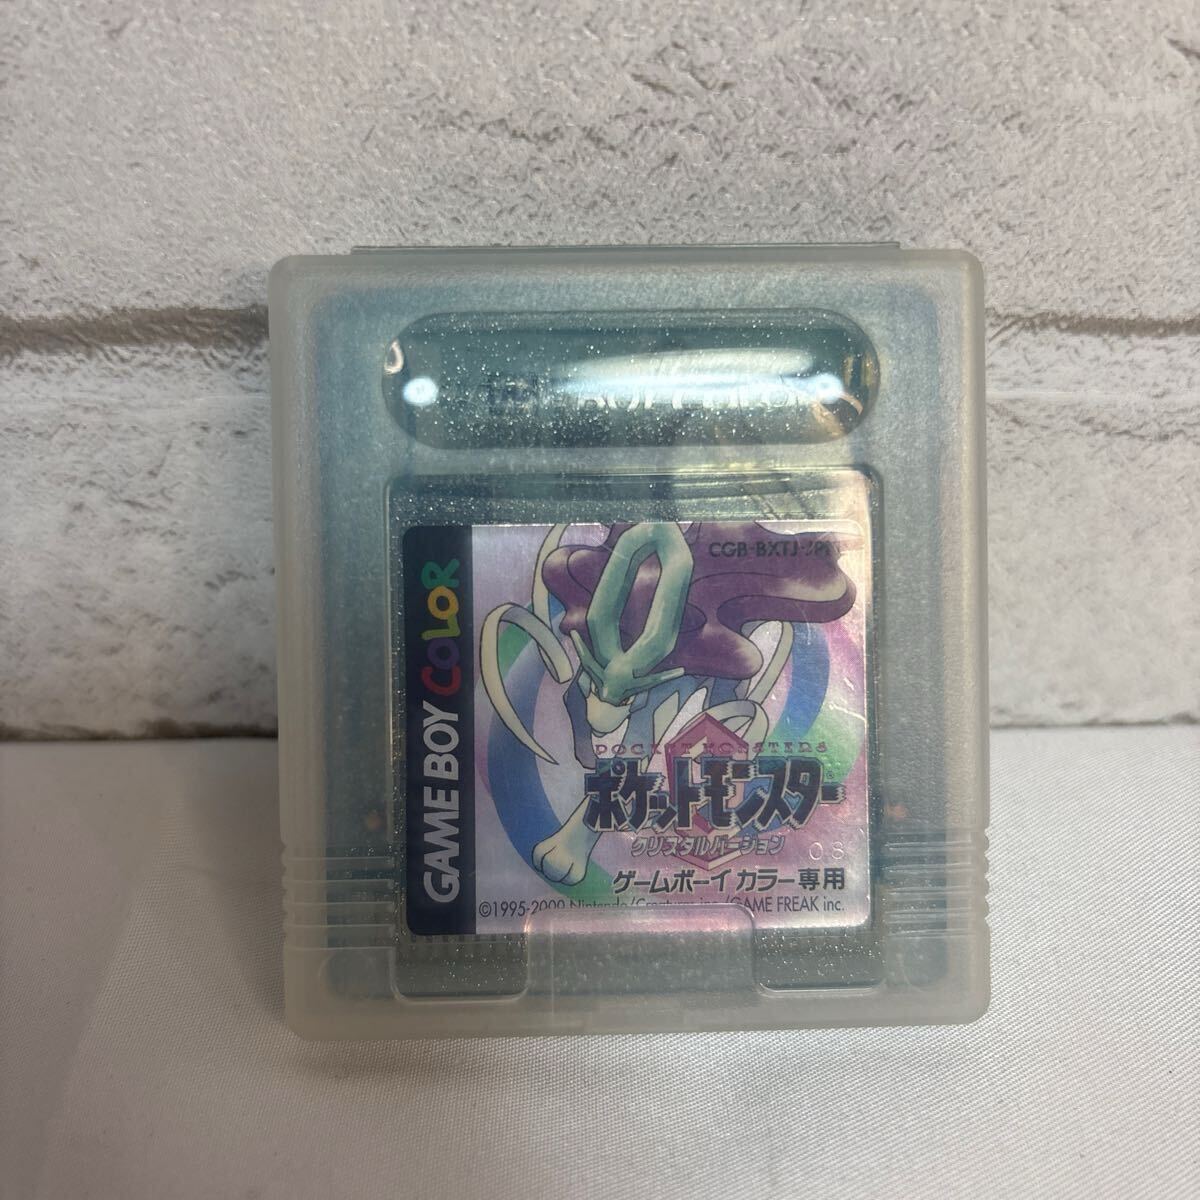 GAME BOY COLOR
CGB-BXTJ-JPN
POCKET MONSTERS
ポケットモンスター®
クリスタルバージョン
08
ゲームボーイ カラー専用
©1995-2000 Nintendo/Creatures inc./GAME FREAK inc.